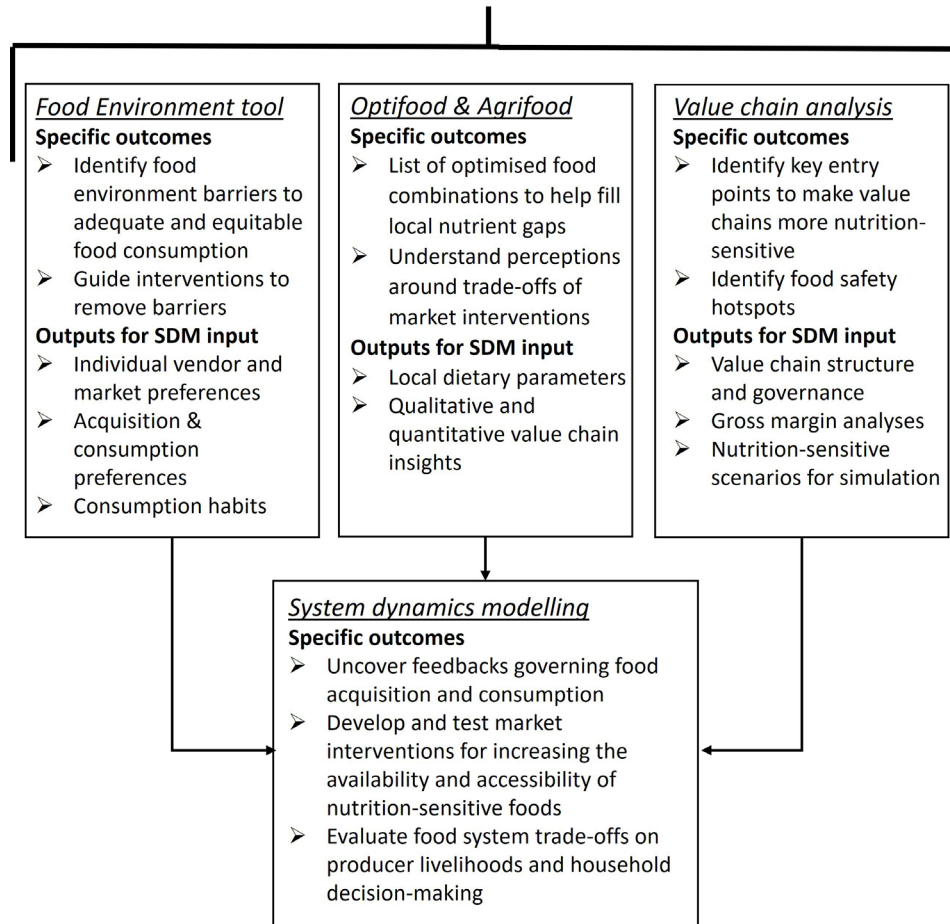 Food Environment tool
Specific outcomes
➢ Identify food
environment barriers to
adequate and equitable
food consumption
➢ Guide interventions to
remove barriers
Outputs for SDM input
➢ Individual vendor and
market preferences
➢ Acquisition &
consumption
preferences
➢ Consumption habits
Optifood & Agrifood
Specific outcomes
➢ List of optimised food
combinations to help fill
local nutrient gaps
➢ Understand perceptions
around trade-offs of
market interventions
Outputs for SDM input
➢ Local dietary parameters
➢ Qualitative and
quantitative value chain
insights
Value chain analysis
Specific outcomes
➢ Identify key entry
points to make value
chains more nutrition-
sensitive
➢ Identify food safety
hotspots
Outputs for SDM input
➢ Value chain structure
and governance
➢ Gross margin analyses
➢ Nutrition-sensitive
scenarios for simulation
System dynamics modelling
Specific outcomes
➢ Uncover feedbacks governing food
acquisition and consumption
➢ Develop and test market
interventions for increasing the
availability and accessibility of
nutrition-sensitive foods
➢ Evaluate food system trade-offs on
producer livelihoods and household
decision-making